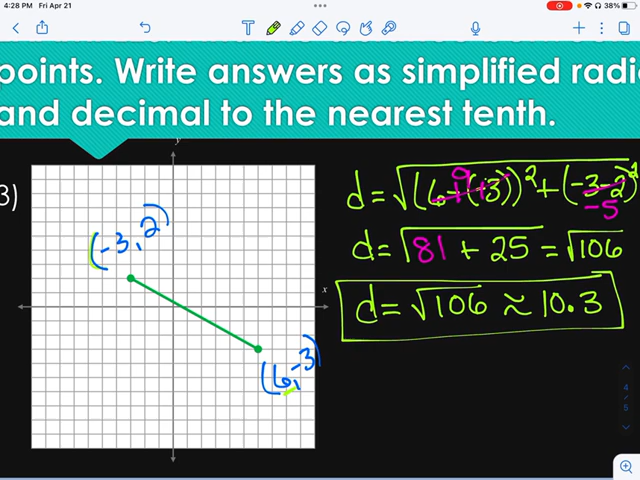 4:28 PM Fri Apr 21
38%
points. Write answers as simplified radi
and decimal to the nearest tenth.
3)
y
x
(-3, 2)
(6, -3)
d = √(6-(-3))² + (-3-2)²
9
-5
d = √81 + 25 = √106
d = √106 ≈ 10.3
4
5